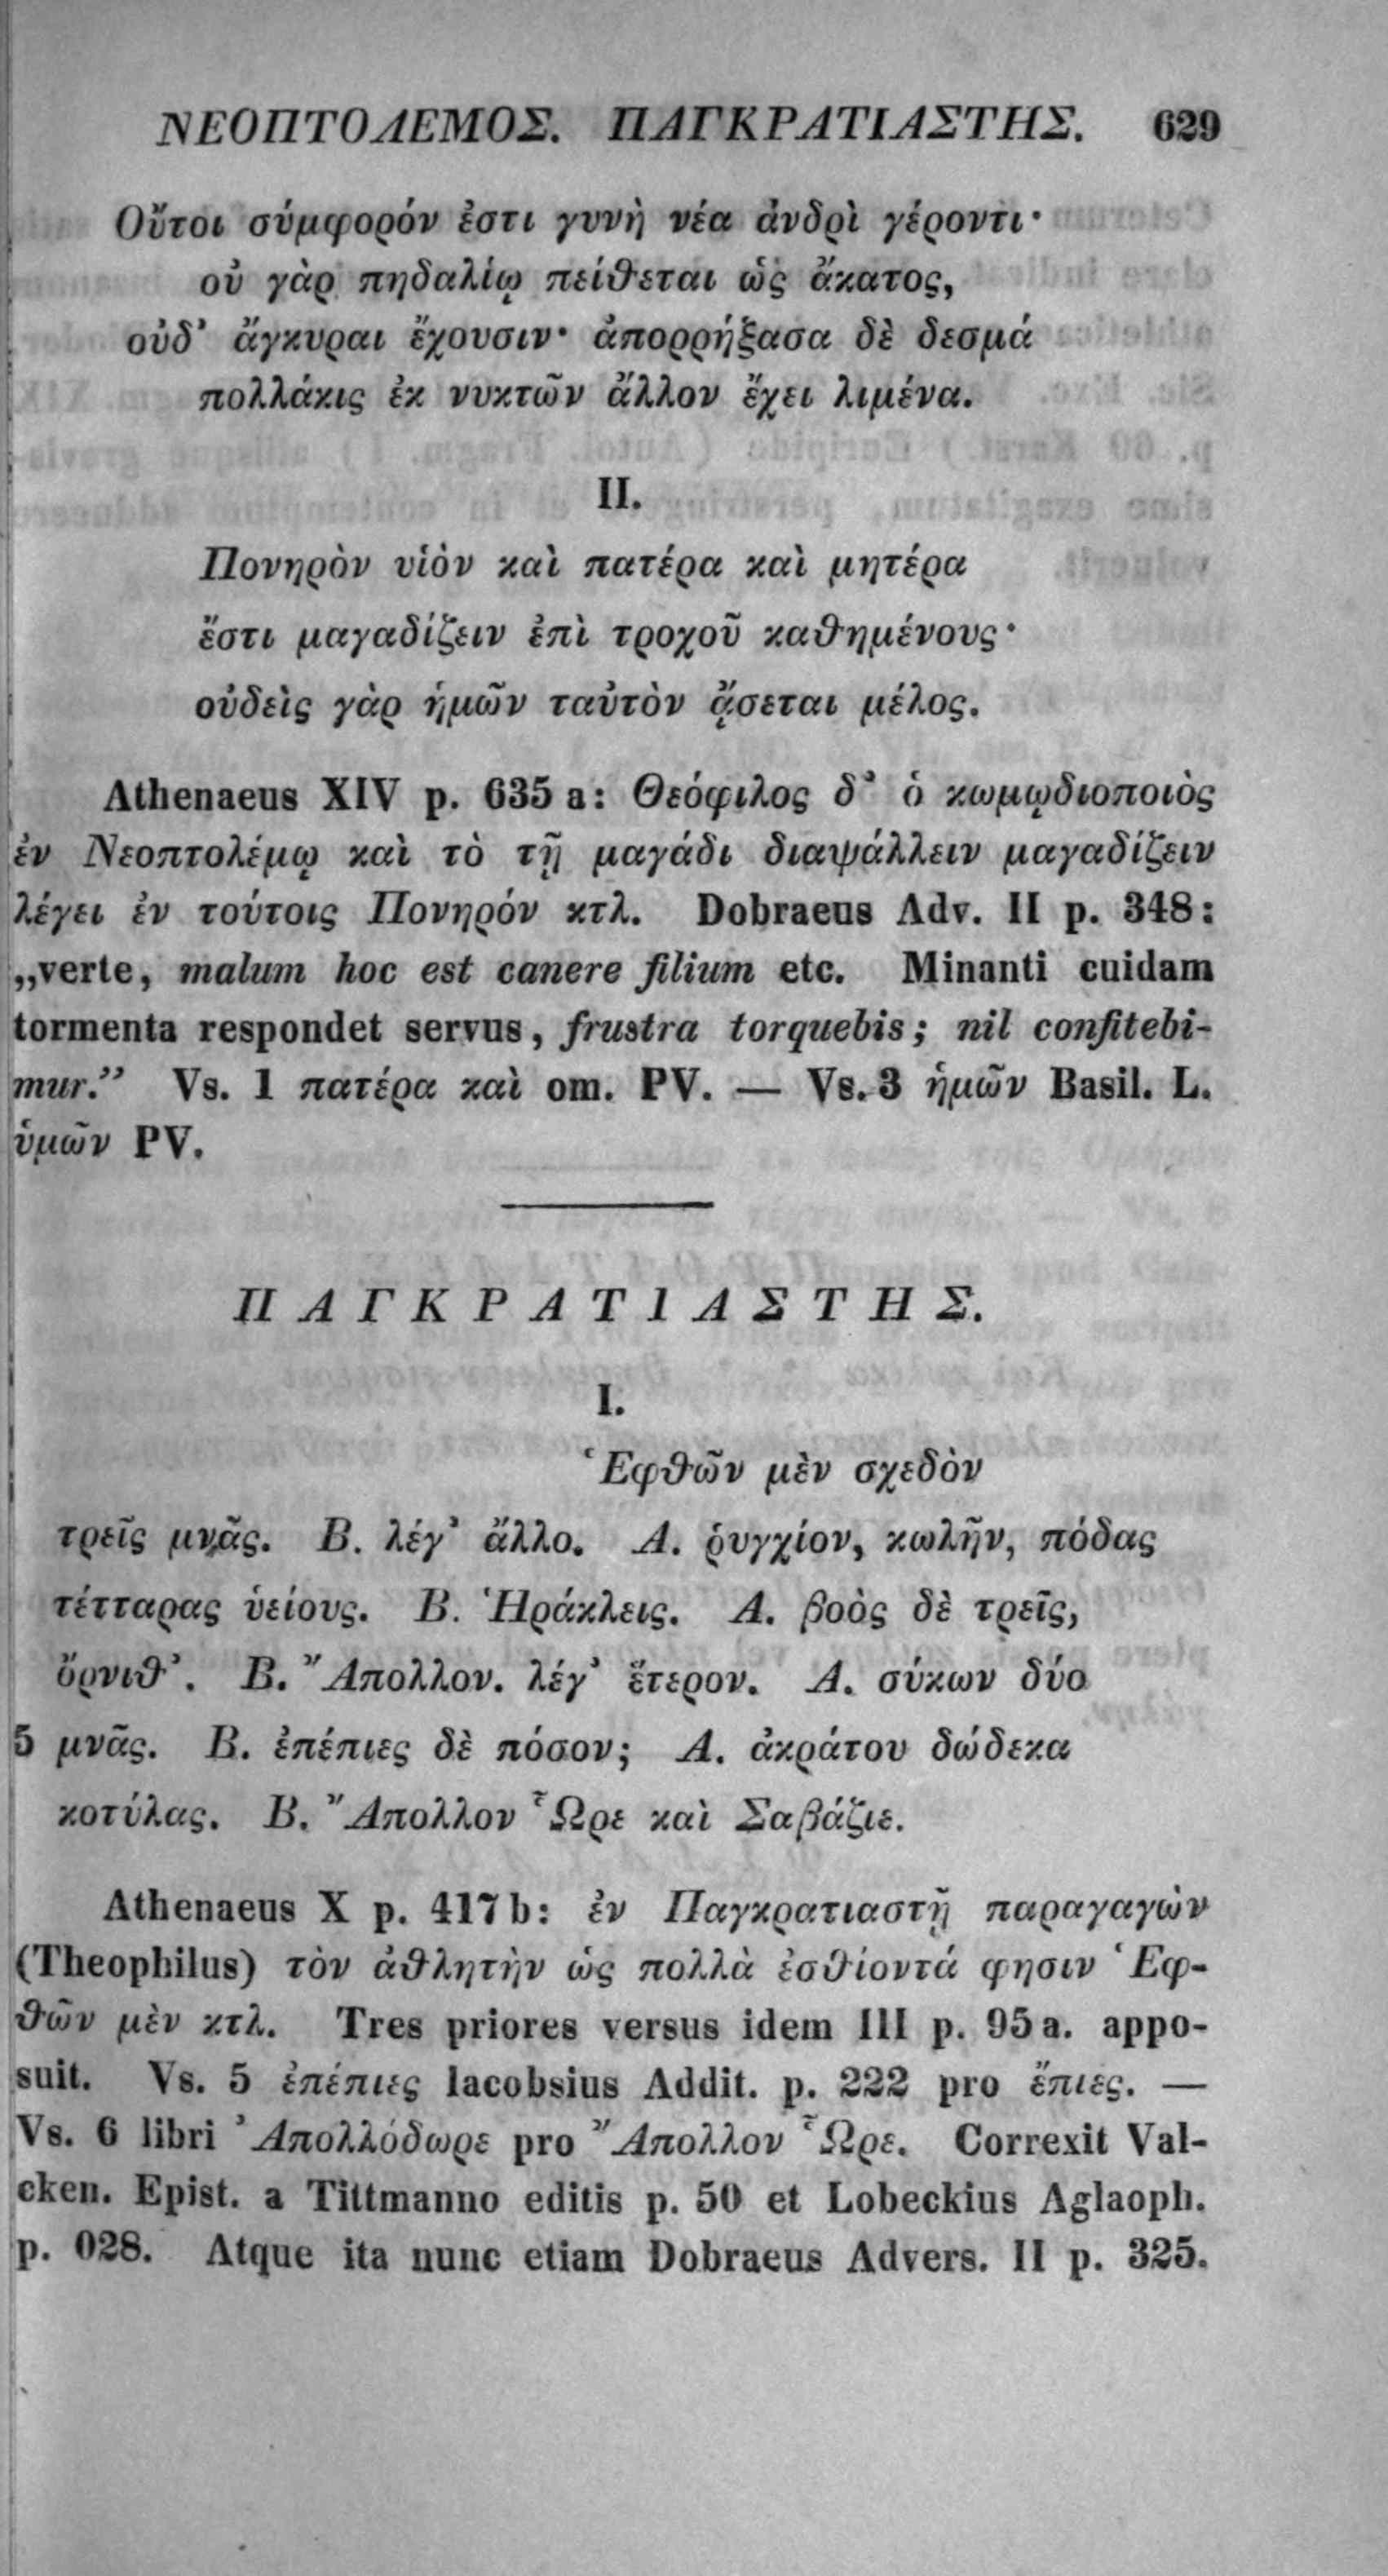 ΝΕΟΠΤΟΛΕΜΟΣ. ΠΑΓΚΡΑΤΙΑΣΤΗΣ. 629
Οὔτοι σύμφορόν ἐστι γυνὴ νέα ἀνδρὶ γέροντι·
οὐ γὰρ πηδαλίῳ πείθεται ὡς ἄκατος,
οὐδ᾽ ἄγκυραι ἔχουσιν· ἀπορρήξασα δὲ δεσμά
πολλάκις ἐκ νυκτῶν ἄλλον ἔχει λιμένα.
II.
Πονηρὸν υἱὸν καὶ πατέρα καὶ μητέρα
ἔστι μαγαδίζειν ἐπὶ τροχοῦ καθημένους·
οὐδεὶς γὰρ ἡμῶν ταὐτὸν ᾄσεται μέλος.
Athenaeus XIV p. 635 a: Θεόφιλος δ᾽ ὁ κωμῳδιοποιὸς
ἐν Νεοπτολέμῳ καὶ τὸ τῇ μαγάδι διαψάλλειν μαγαδίζειν
λέγει ἐν τούτοις Πονηρόν κτλ. Dobraeus Adv. II p. 348:
„verte, malum hoc est canere filium etc. Minanti cuidam
tormenta respondet servus, frustra torquebis; nil confitebi-
mur.” Vs. 1 πατέρα καὶ om. PV. — Vs. 3 ἡμῶν Basil. L.
ὑμῶν PV.
ΠΑΓΚΡΑΤΙΑΣΤΗΣ.
I.
Ἑφθῶν μὲν σχεδὸν
τρεῖς μνᾶς. Β. λέγ᾽ ἄλλο. Α. ῥυγχίον, κωλῆν, πόδας
τέτταρας ὑείους. Β. Ἡράκλεις. Α. βοὸς δὲ τρεῖς,
ὄρνιθ᾽. Β. Ἄπολλον. λέγ᾽ ἕτερον. Α. σύκων δύο
5 μνᾶς. Β. ἐπέπιες δὲ πόσον; Α. ἀκράτου δώδεκα
κοτύλας. Β. Ἄπολλον Ὧρε καὶ Σαβάζιε.
Athenaeus X p. 417 b: ἐν Παγκρατιαστῇ παραγαγὼν
(Theophilus) τὸν ἀθλητὴν ὡς πολλὰ ἐσθίοντά φησιν Ἑφ-
θῶν μὲν κτλ. Tres priores versus idem III p. 95 a. appo-
suit. Vs. 5 ἐπέπιες Iacobsius Addit. p. 222 pro ἔπιες. —
Vs. 6 libri Ἀπολλόδωρε pro Ἄπολλον Ὧρε. Correxit Val-
cken. Epist. a Tittmanno editis p. 50 et Lobeckius Aglaoph.
p. 028. Atque ita nunc etiam Dobraeus Advers. II p. 325.